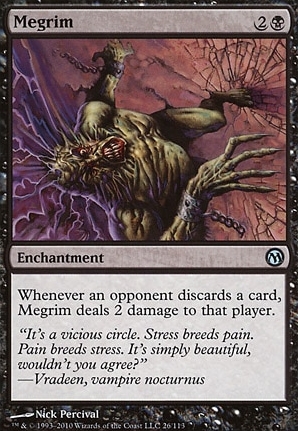 Megrim 2
Enchantment
Whenever an opponent discards a card,
Megrim deals 2 damage to that player.
“It’s a vicious circle. Stress breeds pain.
Pain breeds stress. It’s simply beautiful,
wouldn’t you agree?”
—Vradeen, vampire nocturnus
Nick Percival
™ & © 1993–2010 Wizards of the Coast LLC 26/113